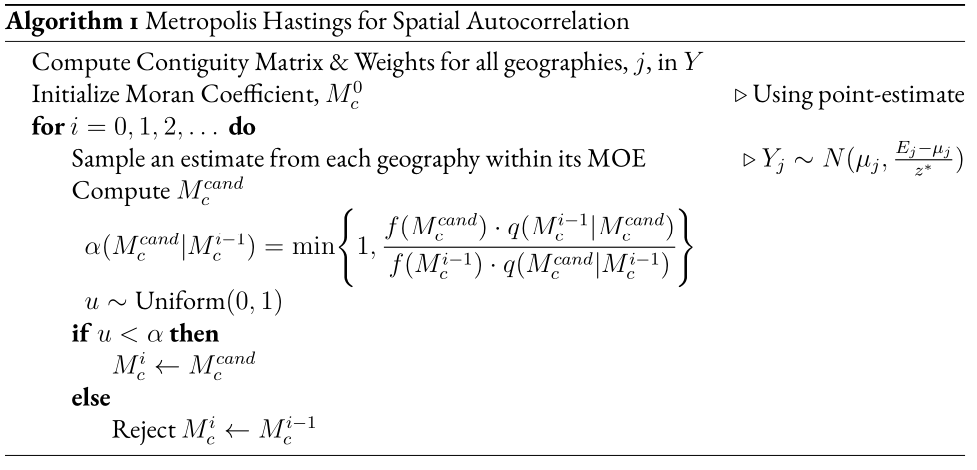 Algorithm 1 Metropolis Hastings for Spatial Autocorrelation
Compute Contiguity Matrix & Weights for all geographies, $j$, in $Y$
Initialize Moran Coefficient, $M_c^0$ ▷ Using point-estimate
for $i = 0, 1, 2, \ldots$ do
Sample an estimate from each geography within its MOE ▷ $Y_j \sim N(\mu_j, \frac{E_j - \mu_j}{z^*})$
Compute $M_c^{cand}$
$\alpha(M_c^{cand}|M_c^{i-1}) = \min\left\{1, \frac{f(M_c^{cand}) \cdot q(M_c^{i-1}|M_c^{cand})}{f(M_c^{i-1}) \cdot q(M_c^{cand}|M_c^{i-1})}\right\}$
$u \sim \text{Uniform}(0, 1)$
if $u < \alpha$ then
$M_c^i \leftarrow M_c^{cand}$
else
Reject $M_c^i \leftarrow M_c^{i-1}$